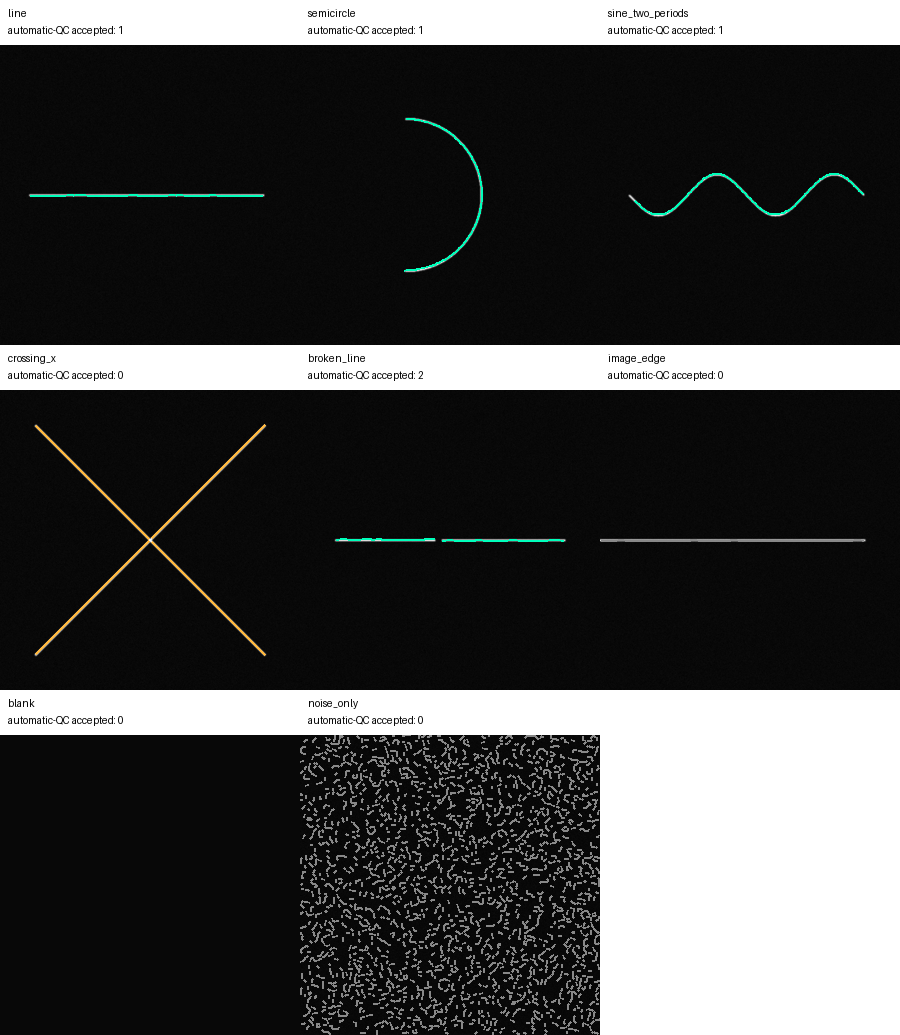 line
automatic-QC accepted: 1
semicircle
automatic-QC accepted: 1
sine_two_periods
automatic-QC accepted: 1
crossing_x
automatic-QC accepted: 0
broken_line
automatic-QC accepted: 2
image_edge
automatic-QC accepted: 0
blank
automatic-QC accepted: 0
noise_only
automatic-QC accepted: 0